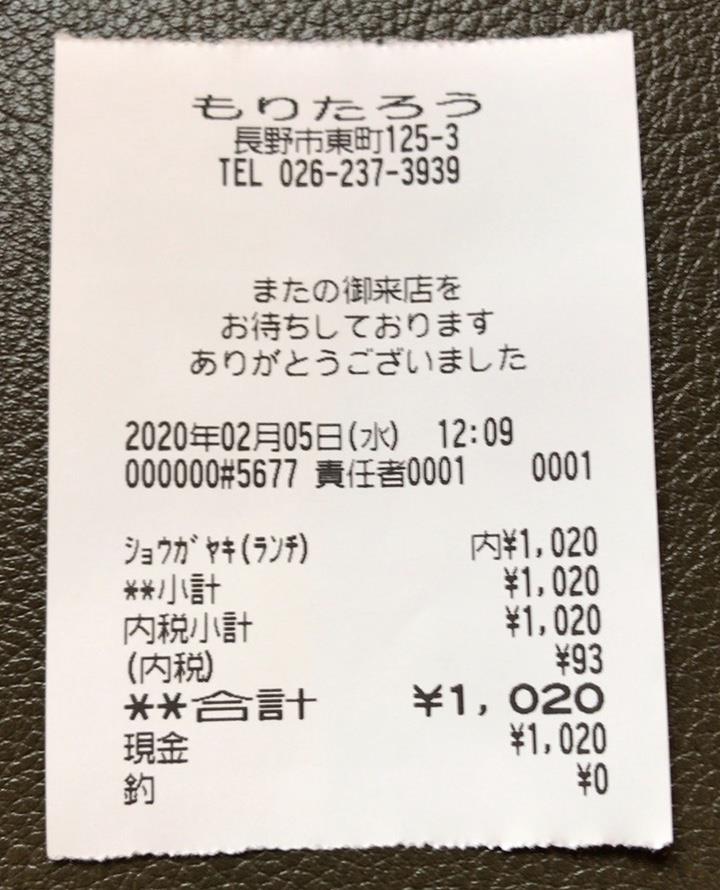 もりたろう
長野市東町125-3
TEL 026-237-3939
またの御来店を
お待ちしております
ありがとうございました
2020年02月05日(水) 12:09
000000#5677 責任者0001 0001
ｼｮｳｶﾞﾔｷ(ﾗﾝﾁ) 内¥1,020
**小計 ¥1,020
内税小計 ¥1,020
(内税) ¥93
**合計 ¥1,020
現金 ¥1,020
釣 ¥0